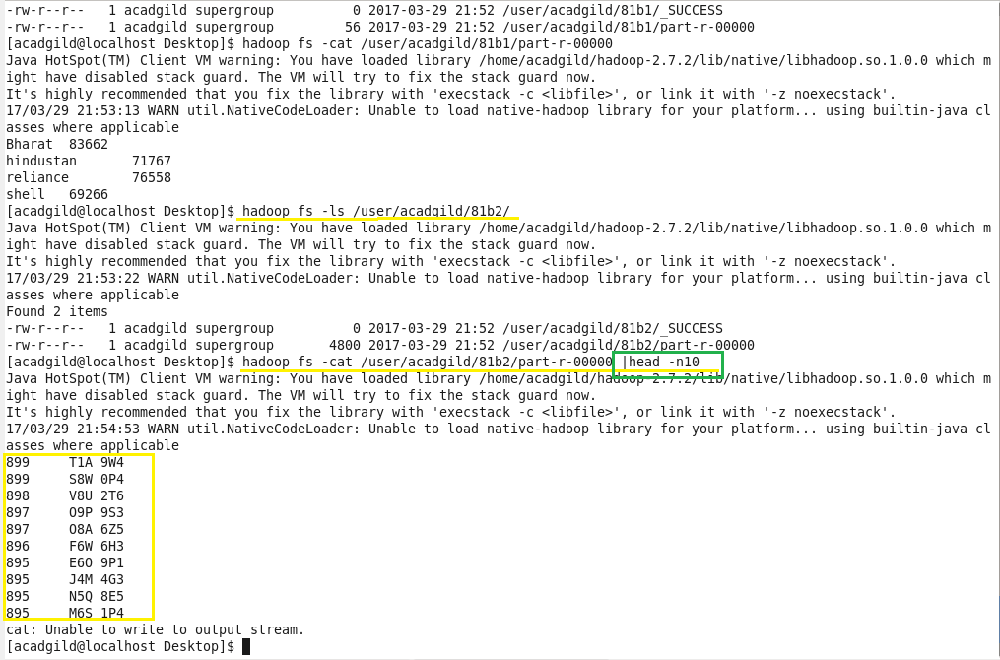 -rw-r--r--   1 acadgild supergroup          0 2017-03-29 21:52 /user/acadgild/81b1/_SUCCESS
-rw-r--r--   1 acadgild supergroup         56 2017-03-29 21:52 /user/acadgild/81b1/part-r-00000
[acadgild@localhost Desktop]$ hadoop fs -cat /user/acadgild/81b1/part-r-00000
Java HotSpot(TM) Client VM warning: You have loaded library /home/acadgild/hadoop-2.7.2/lib/native/libhadoop.so.1.0.0 which m
ight have disabled stack guard. The VM will try to fix the stack guard now.
It's highly recommended that you fix the library with 'execstack -c <libfile>', or link it with '-z noexecstack'.
17/03/29 21:53:13 WARN util.NativeCodeLoader: Unable to load native-hadoop library for your platform... using builtin-java cl
asses where applicable
Bharat  83662
hindustan       71767
reliance        76558
shell   69266
[acadgild@localhost Desktop]$ hadoop fs -ls /user/acadgild/81b2/
Java HotSpot(TM) Client VM warning: You have loaded library /home/acadgild/hadoop-2.7.2/lib/native/libhadoop.so.1.0.0 which m
ight have disabled stack guard. The VM will try to fix the stack guard now.
It's highly recommended that you fix the library with 'execstack -c <libfile>', or link it with '-z noexecstack'.
17/03/29 21:53:22 WARN util.NativeCodeLoader: Unable to load native-hadoop library for your platform... using builtin-java cl
asses where applicable
Found 2 items
-rw-r--r--   1 acadgild supergroup          0 2017-03-29 21:52 /user/acadgild/81b2/_SUCCESS
-rw-r--r--   1 acadgild supergroup       4800 2017-03-29 21:52 /user/acadgild/81b2/part-r-00000
[acadgild@localhost Desktop]$ hadoop fs -cat /user/acadgild/81b2/part-r-00000 |head -n10
Java HotSpot(TM) Client VM warning: You have loaded library /home/acadgild/hadoop-2.7.2/lib/native/libhadoop.so.1.0.0 which m
ight have disabled stack guard. The VM will try to fix the stack guard now.
It's highly recommended that you fix the library with 'execstack -c <libfile>', or link it with '-z noexecstack'.
17/03/29 21:54:53 WARN util.NativeCodeLoader: Unable to load native-hadoop library for your platform... using builtin-java cl
asses where applicable
899     T1A 9W4
899     S8W 0P4
898     V8U 2T6
897     O9P 9S3
897     O8A 6Z5
896     F6W 6H3
895     E6O 9P1
895     J4M 4G3
895     N5Q 8E5
895     M6S 1P4
cat: Unable to write to output stream.
[acadgild@localhost Desktop]$